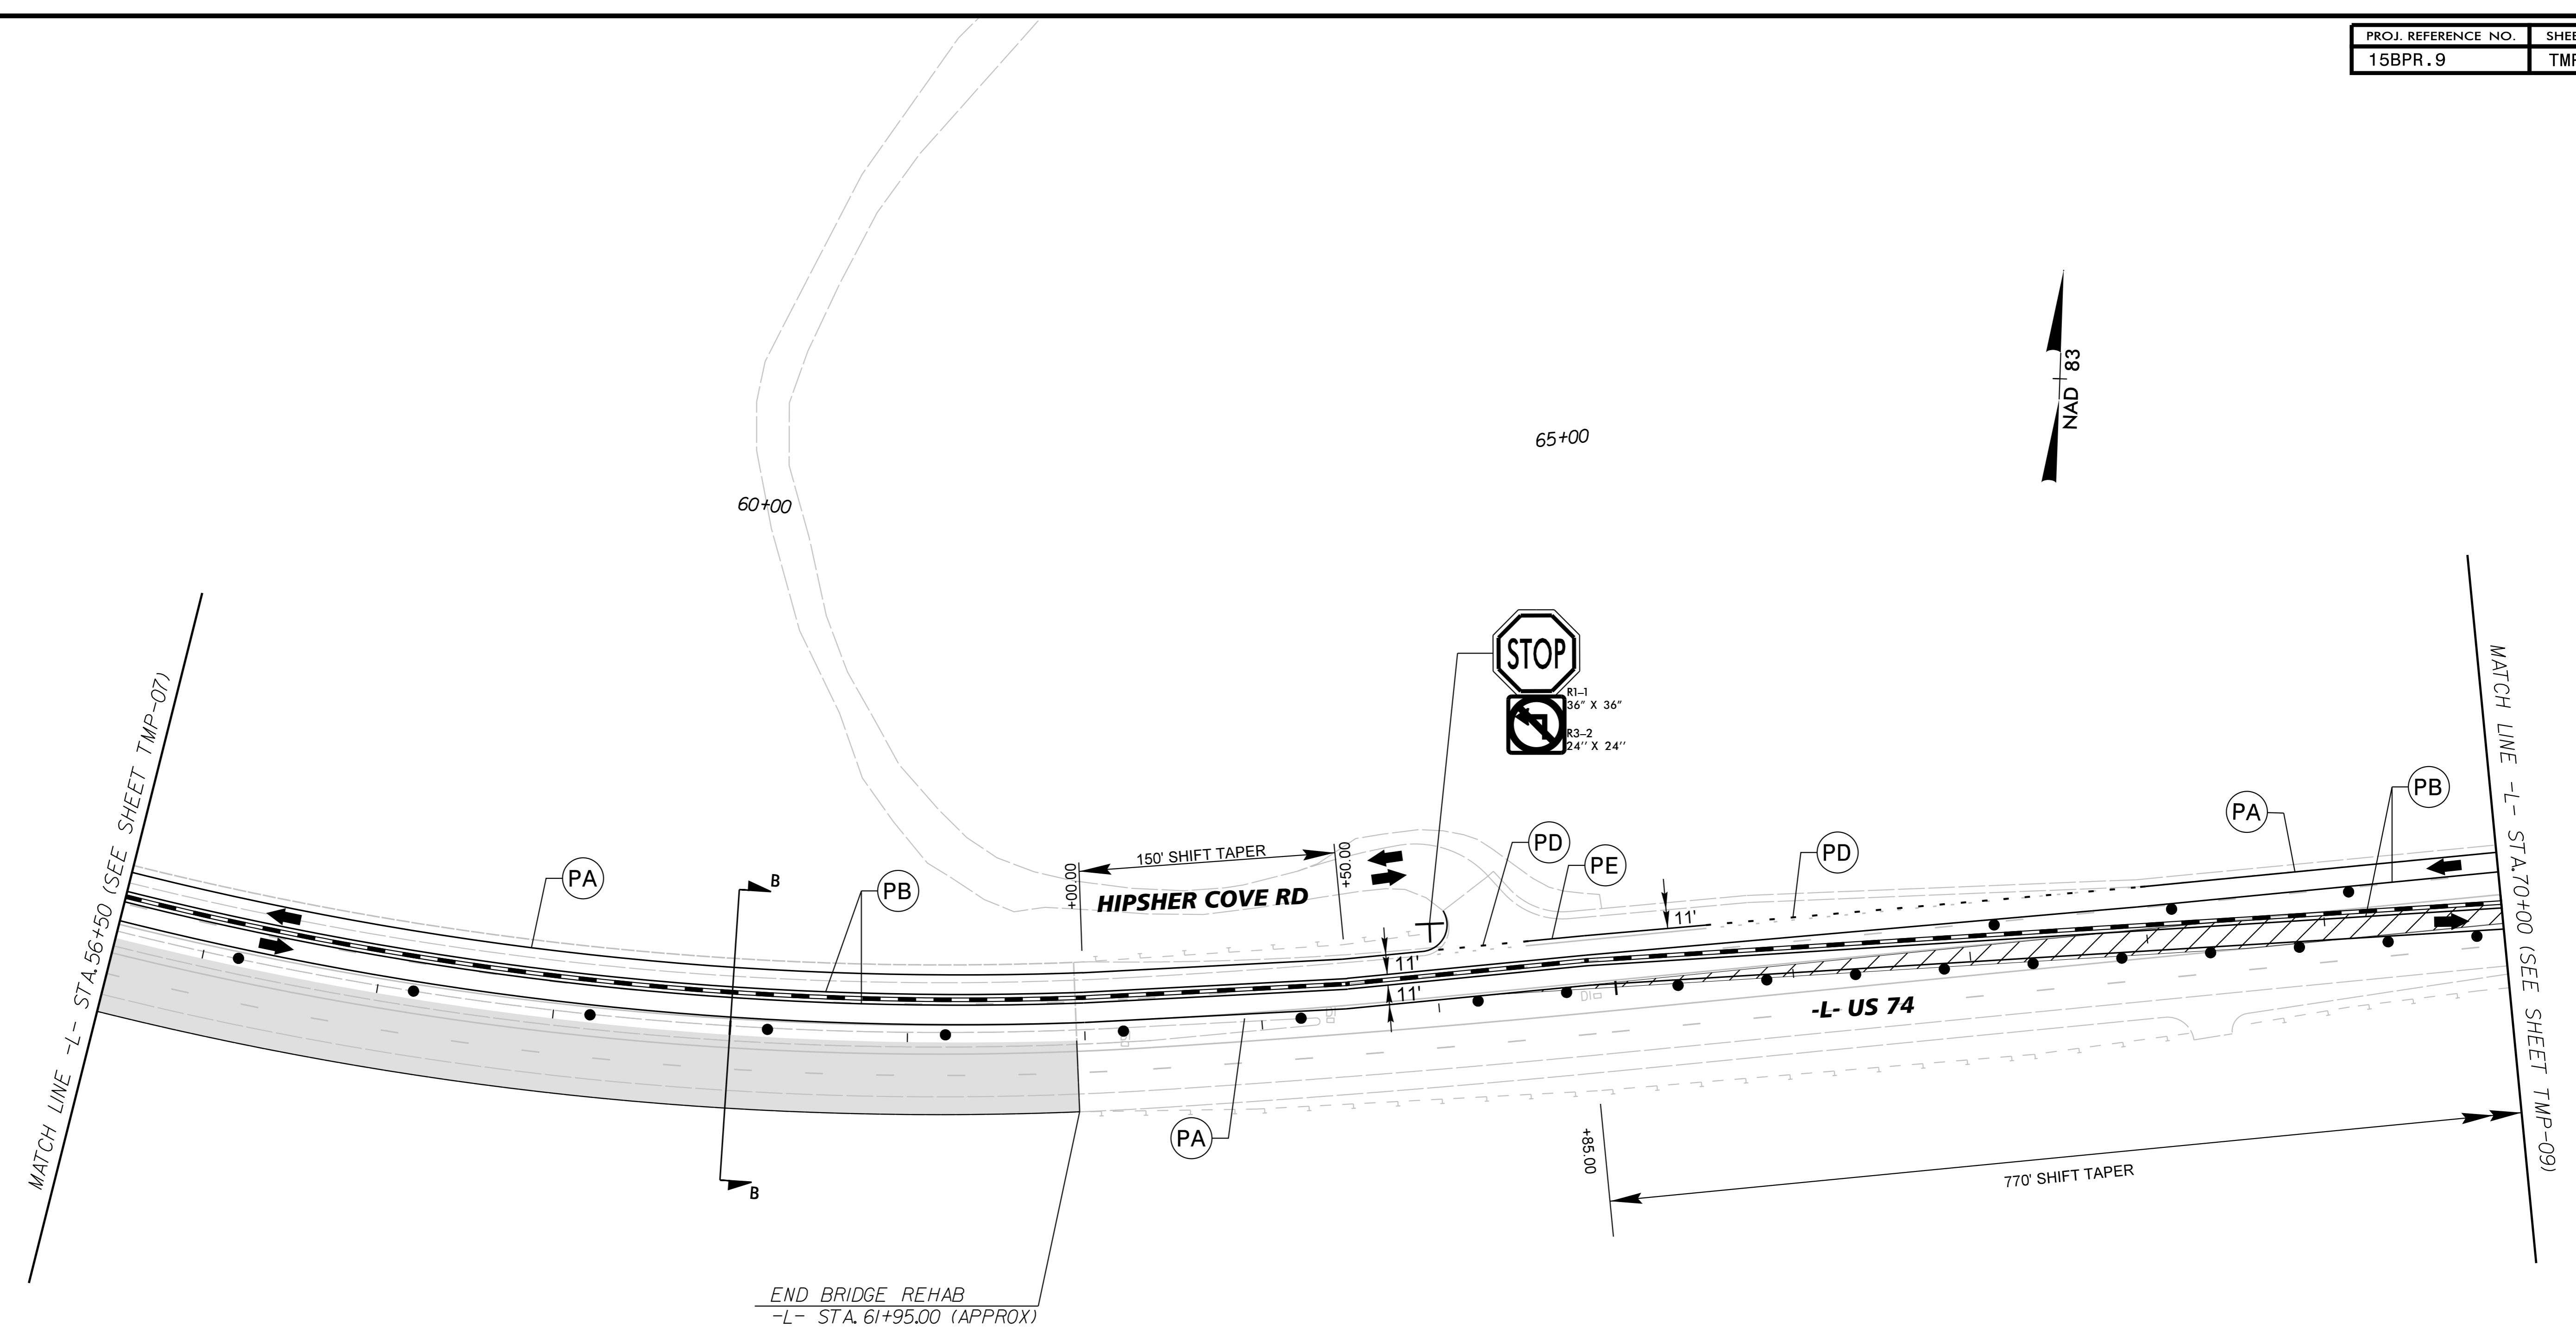 PROJ. REFERENCE NO.
15BPR.9
NAD 83
65+00
60+00
STOP
R1-1
36" X 36"
R3-2
24'' X 24''
MATCH LINE -L- STA. 56+50 (SEE SHEET TMP-07)
MATCH LINE -L- STA. 70+00 (SEE SHEET TMP-09)
PA
B
PB
+00.00
150' SHIFT TAPER
+50.00
HIPSHER COVE RD
PD
PE
11'
PD
PA
PB
11'
11'
DI
DI
DI
-L- US 74
PA
B
+85.00
770' SHIFT TAPER
END BRIDGE REHAB
-L- STA. 61+95.00 (APPROX)